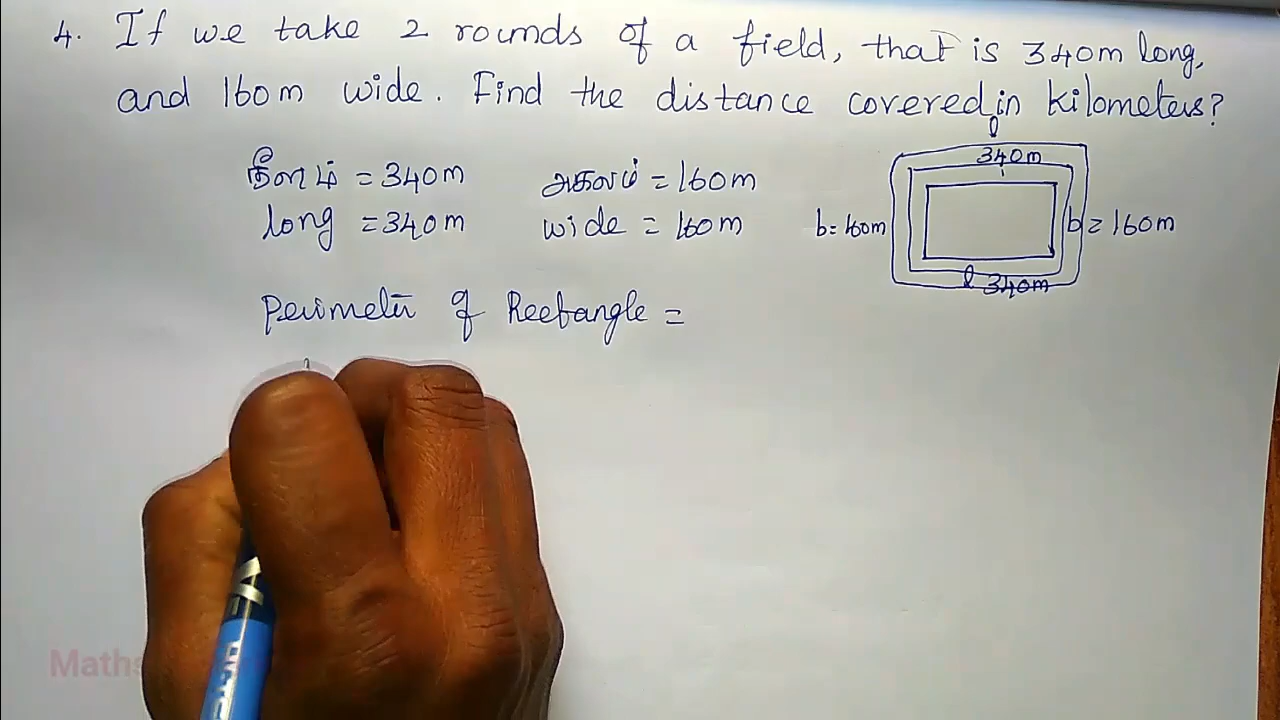 4. If we take 2 rounds of a field, that is 340m long,
and 160m wide. Find the distance covered in kilometers?
நீளம் = 340m அகலம் = 160m
long = 340m wide = 160m
l
340m
b = 160m
b = 160m
l 340m
Perimeter of Rectangle =
Maths